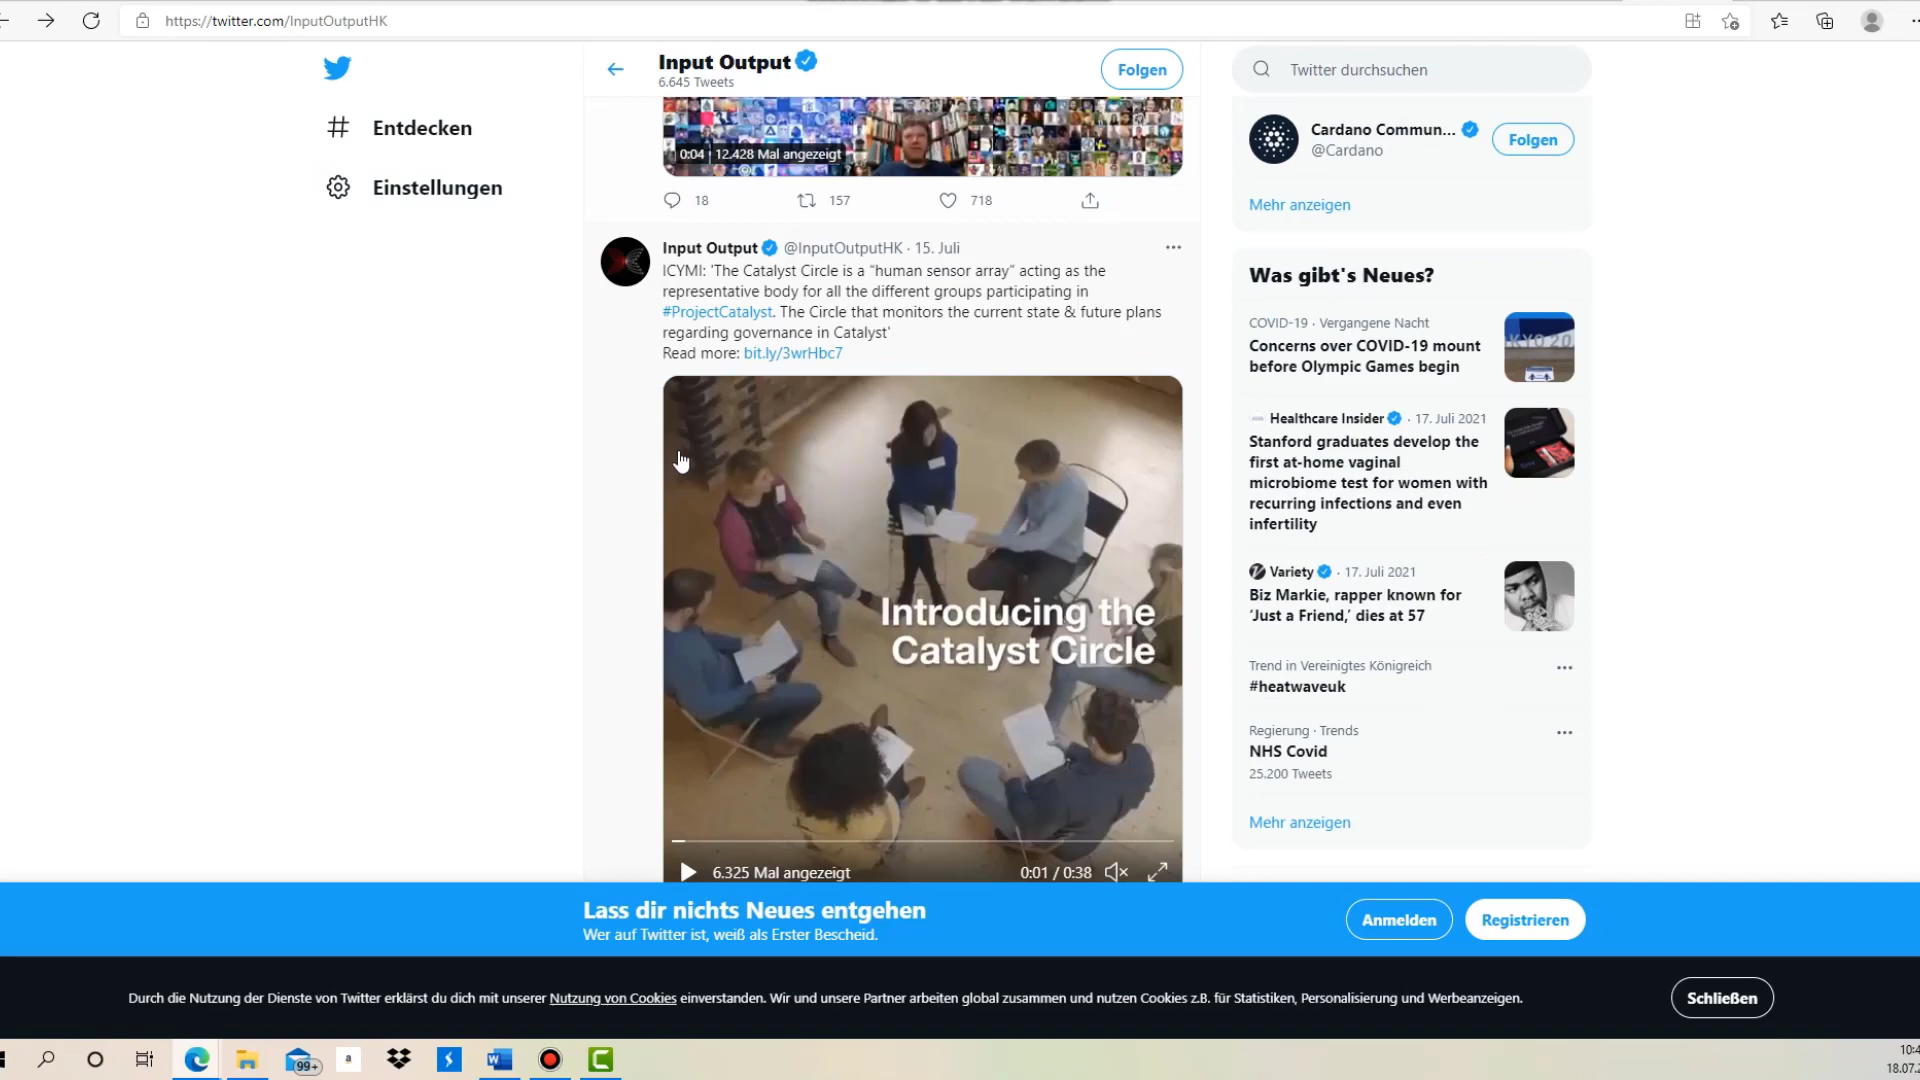 https://twitter.com/InputOutputHK
Entdecken
Einstellungen
Input Output
6.645 Tweets
Folgen
0:04 · 12.428 Mal angezeigt
18
157
718
Input Output @InputOutputHK · 15. Juli
ICYMI: 'The Catalyst Circle is a “human sensor array” acting as the
representative body for all the different groups participating in
#ProjectCatalyst. The Circle that monitors the current state & future plans
regarding governance in Catalyst'
Read more: bit.ly/3wrHbc7
Introducing the
Catalyst Circle
6.325 Mal angezeigt
0:01 / 0:38
Twitter durchsuchen
Cardano Commun...
@Cardano
Folgen
Mehr anzeigen
Was gibt's Neues?
COVID-19 · Vergangene Nacht
Concerns over COVID-19 mount
before Olympic Games begin
Healthcare Insider · 17. Juli 2021
Stanford graduates develop the
first at-home vaginal
microbiome test for women with
recurring infections and even
infertility
Variety · 17. Juli 2021
Biz Markie, rapper known for
‘Just a Friend,’ dies at 57
Trend in Vereinigtes Königreich
#heatwaveuk
Regierung · Trends
NHS Covid
25.200 Tweets
Mehr anzeigen
Lass dir nichts Neues entgehen
Wer auf Twitter ist, weiß als Erster Bescheid.
Anmelden
Registrieren
Durch die Nutzung der Dienste von Twitter erklärst du dich mit unserer Nutzung von Cookies einverstanden. Wir und unsere Partner arbeiten global zusammen und nutzen Cookies z.B. für Statistiken, Personalisierung und Werbeanzeigen.
Schließen
99+
a
10:4
18.07.2